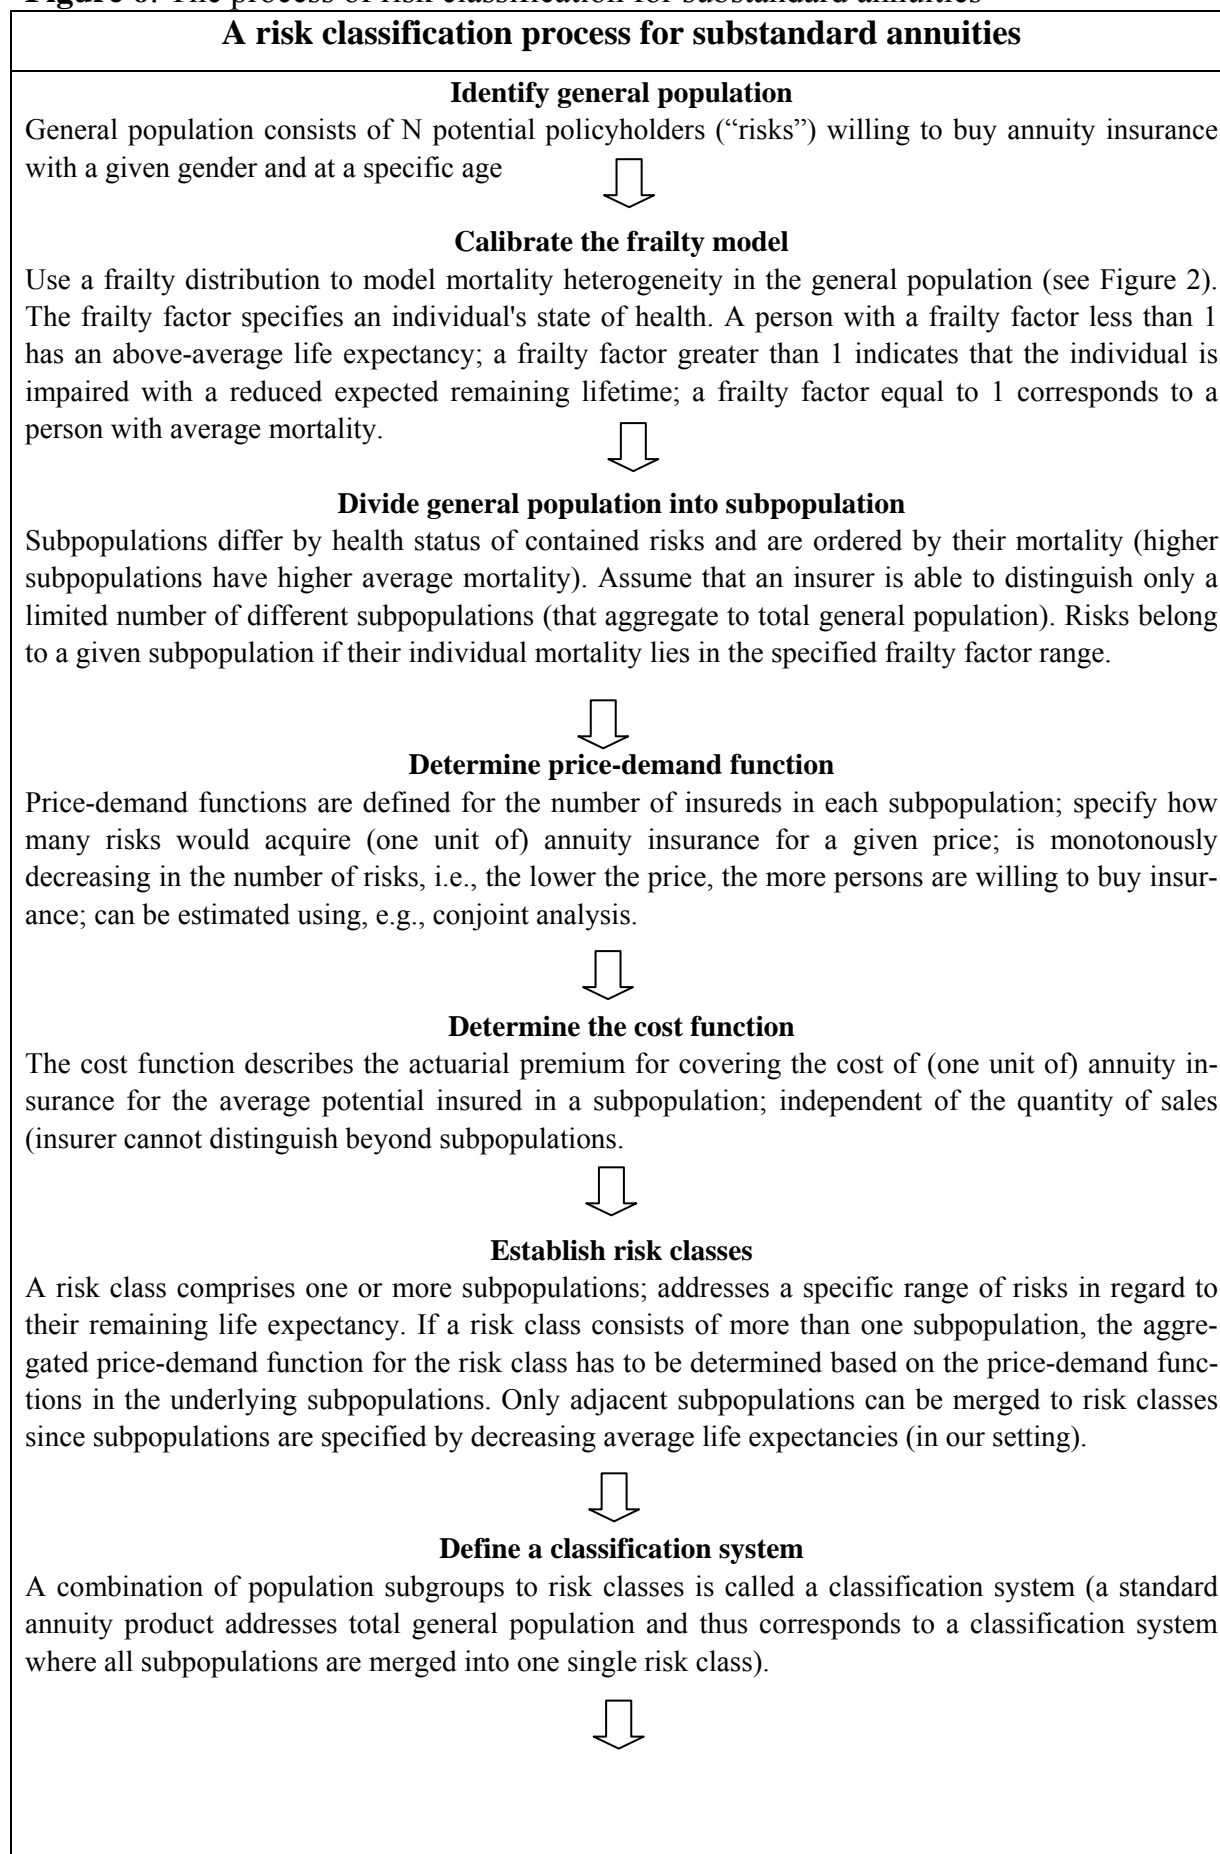 Figure 6: The process of risk classification for substandard annuities
A risk classification process for substandard annuities
Identify general population
General population consists of N potential policyholders (“risks”) willing to buy annuity insurance
with a given gender and at a specific age
Calibrate the frailty model
Use a frailty distribution to model mortality heterogeneity in the general population (see Figure 2).
The frailty factor specifies an individual's state of health. A person with a frailty factor less than 1
has an above-average life expectancy; a frailty factor greater than 1 indicates that the individual is
impaired with a reduced expected remaining lifetime; a frailty factor equal to 1 corresponds to a
person with average mortality.
Divide general population into subpopulation
Subpopulations differ by health status of contained risks and are ordered by their mortality (higher
subpopulations have higher average mortality). Assume that an insurer is able to distinguish only a
limited number of different subpopulations (that aggregate to total general population). Risks belong
to a given subpopulation if their individual mortality lies in the specified frailty factor range.
Determine price-demand function
Price-demand functions are defined for the number of insureds in each subpopulation; specify how
many risks would acquire (one unit of) annuity insurance for a given price; is monotonously
decreasing in the number of risks, i.e., the lower the price, the more persons are willing to buy insur-
ance; can be estimated using, e.g., conjoint analysis.
Determine the cost function
The cost function describes the actuarial premium for covering the cost of (one unit of) annuity in-
surance for the average potential insured in a subpopulation; independent of the quantity of sales
(insurer cannot distinguish beyond subpopulations.
Establish risk classes
A risk class comprises one or more subpopulations; addresses a specific range of risks in regard to
their remaining life expectancy. If a risk class consists of more than one subpopulation, the aggre-
gated price-demand function for the risk class has to be determined based on the price-demand func-
tions in the underlying subpopulations. Only adjacent subpopulations can be merged to risk classes
since subpopulations are specified by decreasing average life expectancies (in our setting).
Define a classification system
A combination of population subgroups to risk classes is called a classification system (a standard
annuity product addresses total general population and thus corresponds to a classification system
where all subpopulations are merged into one single risk class).